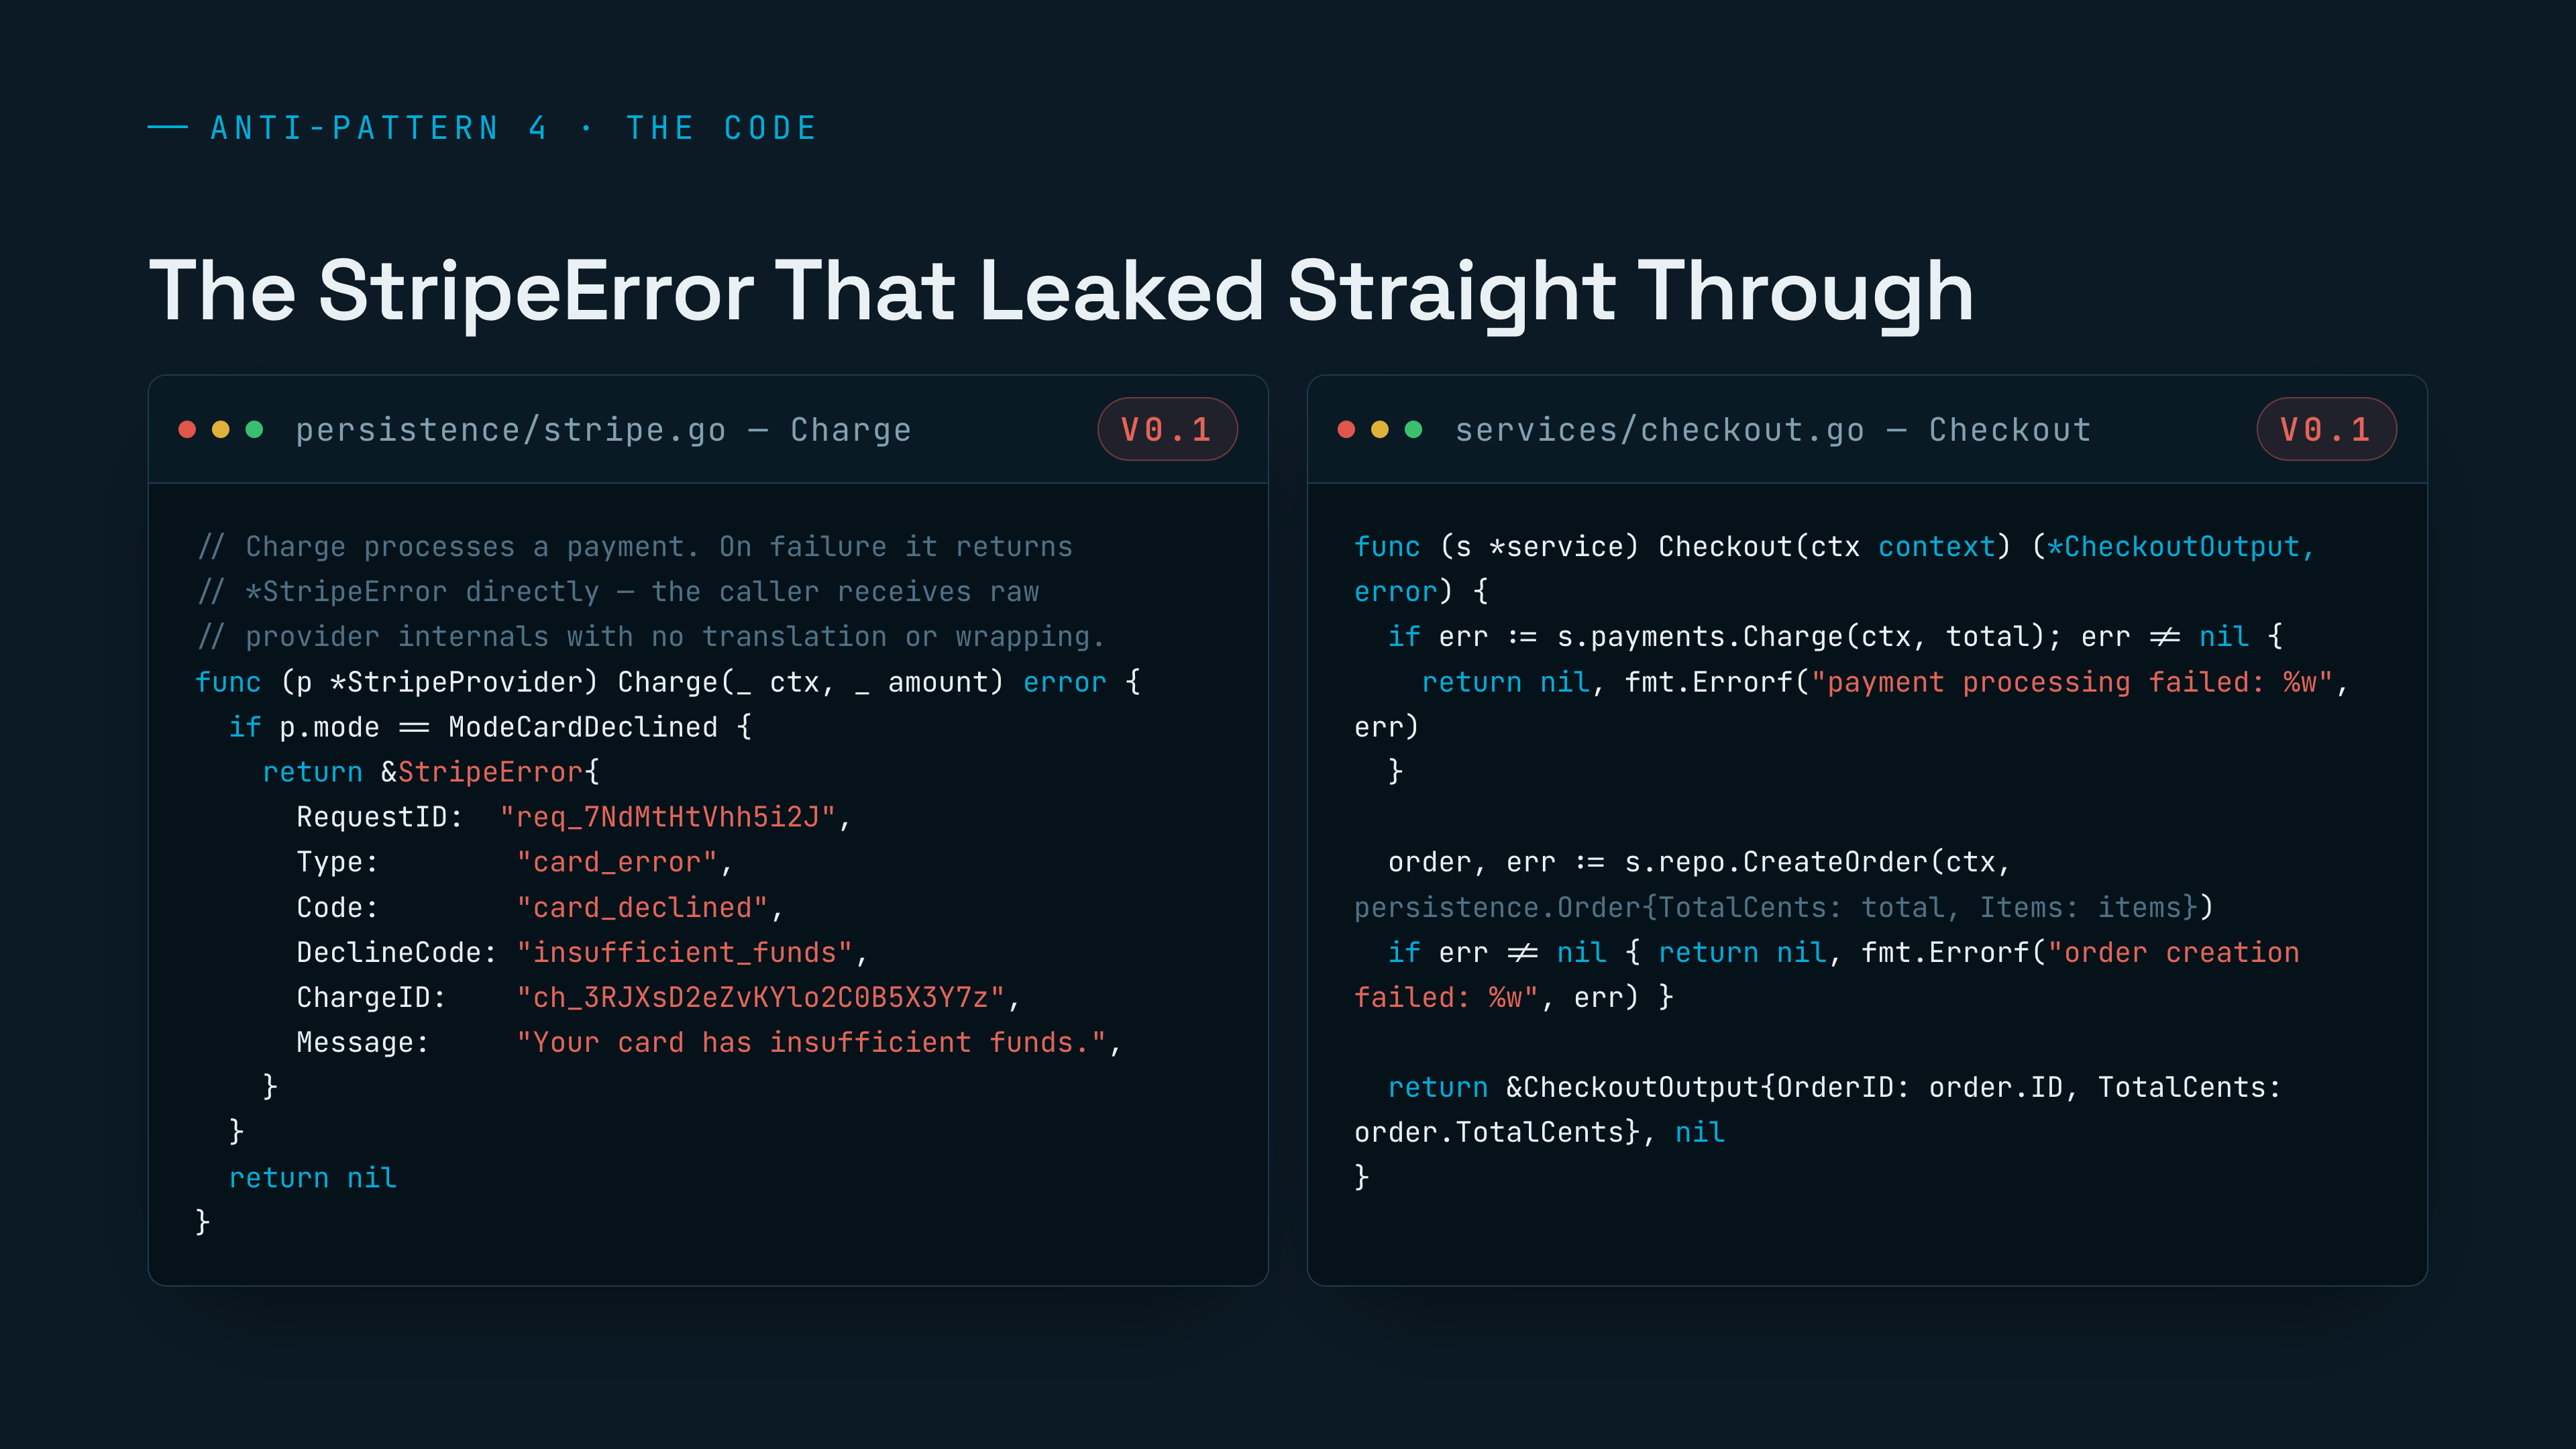 — ANTI-PATTERN 4 · THE CODE
The StripeError That Leaked Straight Through
persistence/stripe.go — Charge
V0.1
// Charge processes a payment. On failure it returns
// *StripeError directly — the caller receives raw
// provider internals with no translation or wrapping.
func (p *StripeProvider) Charge(_ ctx, _ amount) error {
  if p.mode == ModeCardDeclined {
    return &StripeError{
      RequestID:  "req_7NdMtHtVhh5i2J",
      Type:        "card_error",
      Code:        "card_declined",
      DeclineCode: "insufficient_funds",
      ChargeID:    "ch_3RJXsD2eZvKYlo2C0B5X3Y7z",
      Message:     "Your card has insufficient funds.",
    }
  }
  return nil
}
services/checkout.go — Checkout
V0.1
func (s *service) Checkout(ctx context) (*CheckoutOutput,
error) {
  if err := s.payments.Charge(ctx, total); err != nil {
    return nil, fmt.Errorf("payment processing failed: %w",
err)
  }
  order, err := s.repo.CreateOrder(ctx,
persistence.Order{TotalCents: total, Items: items})
  if err != nil { return nil, fmt.Errorf("order creation
failed: %w", err) }
  return &CheckoutOutput{OrderID: order.ID, TotalCents:
order.TotalCents}, nil
}